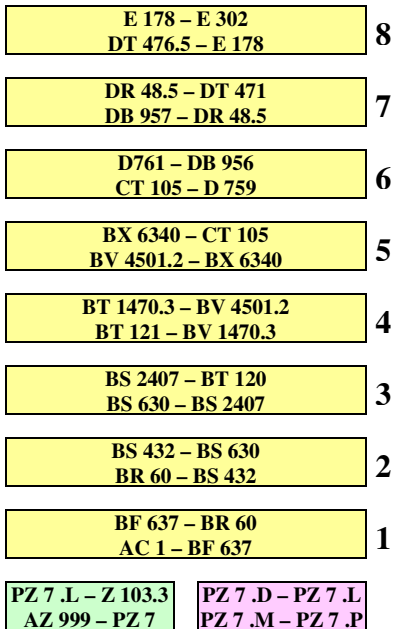 E 178 – E 302
DT 476.5 – E 178
8
DR 48.5 – DT 471
DB 957 – DR 48.5
7
D761 – DB 956
CT 105 – D 759
6
BX 6340 – CT 105
BV 4501.2 – BX 6340
5
BT 1470.3 – BV 4501.2
BT 121 – BV 1470.3
4
BS 2407 – BT 120
BS 630 – BS 2407
3
BS 432 – BS 630
BR 60 – BS 432
2
BF 637 – BR 60
AC 1 – BF 637
1
PZ 7 .L – Z 103.3
AZ 999 – PZ 7
PZ 7 .D – PZ 7 .L
PZ 7 .M – PZ 7 .P